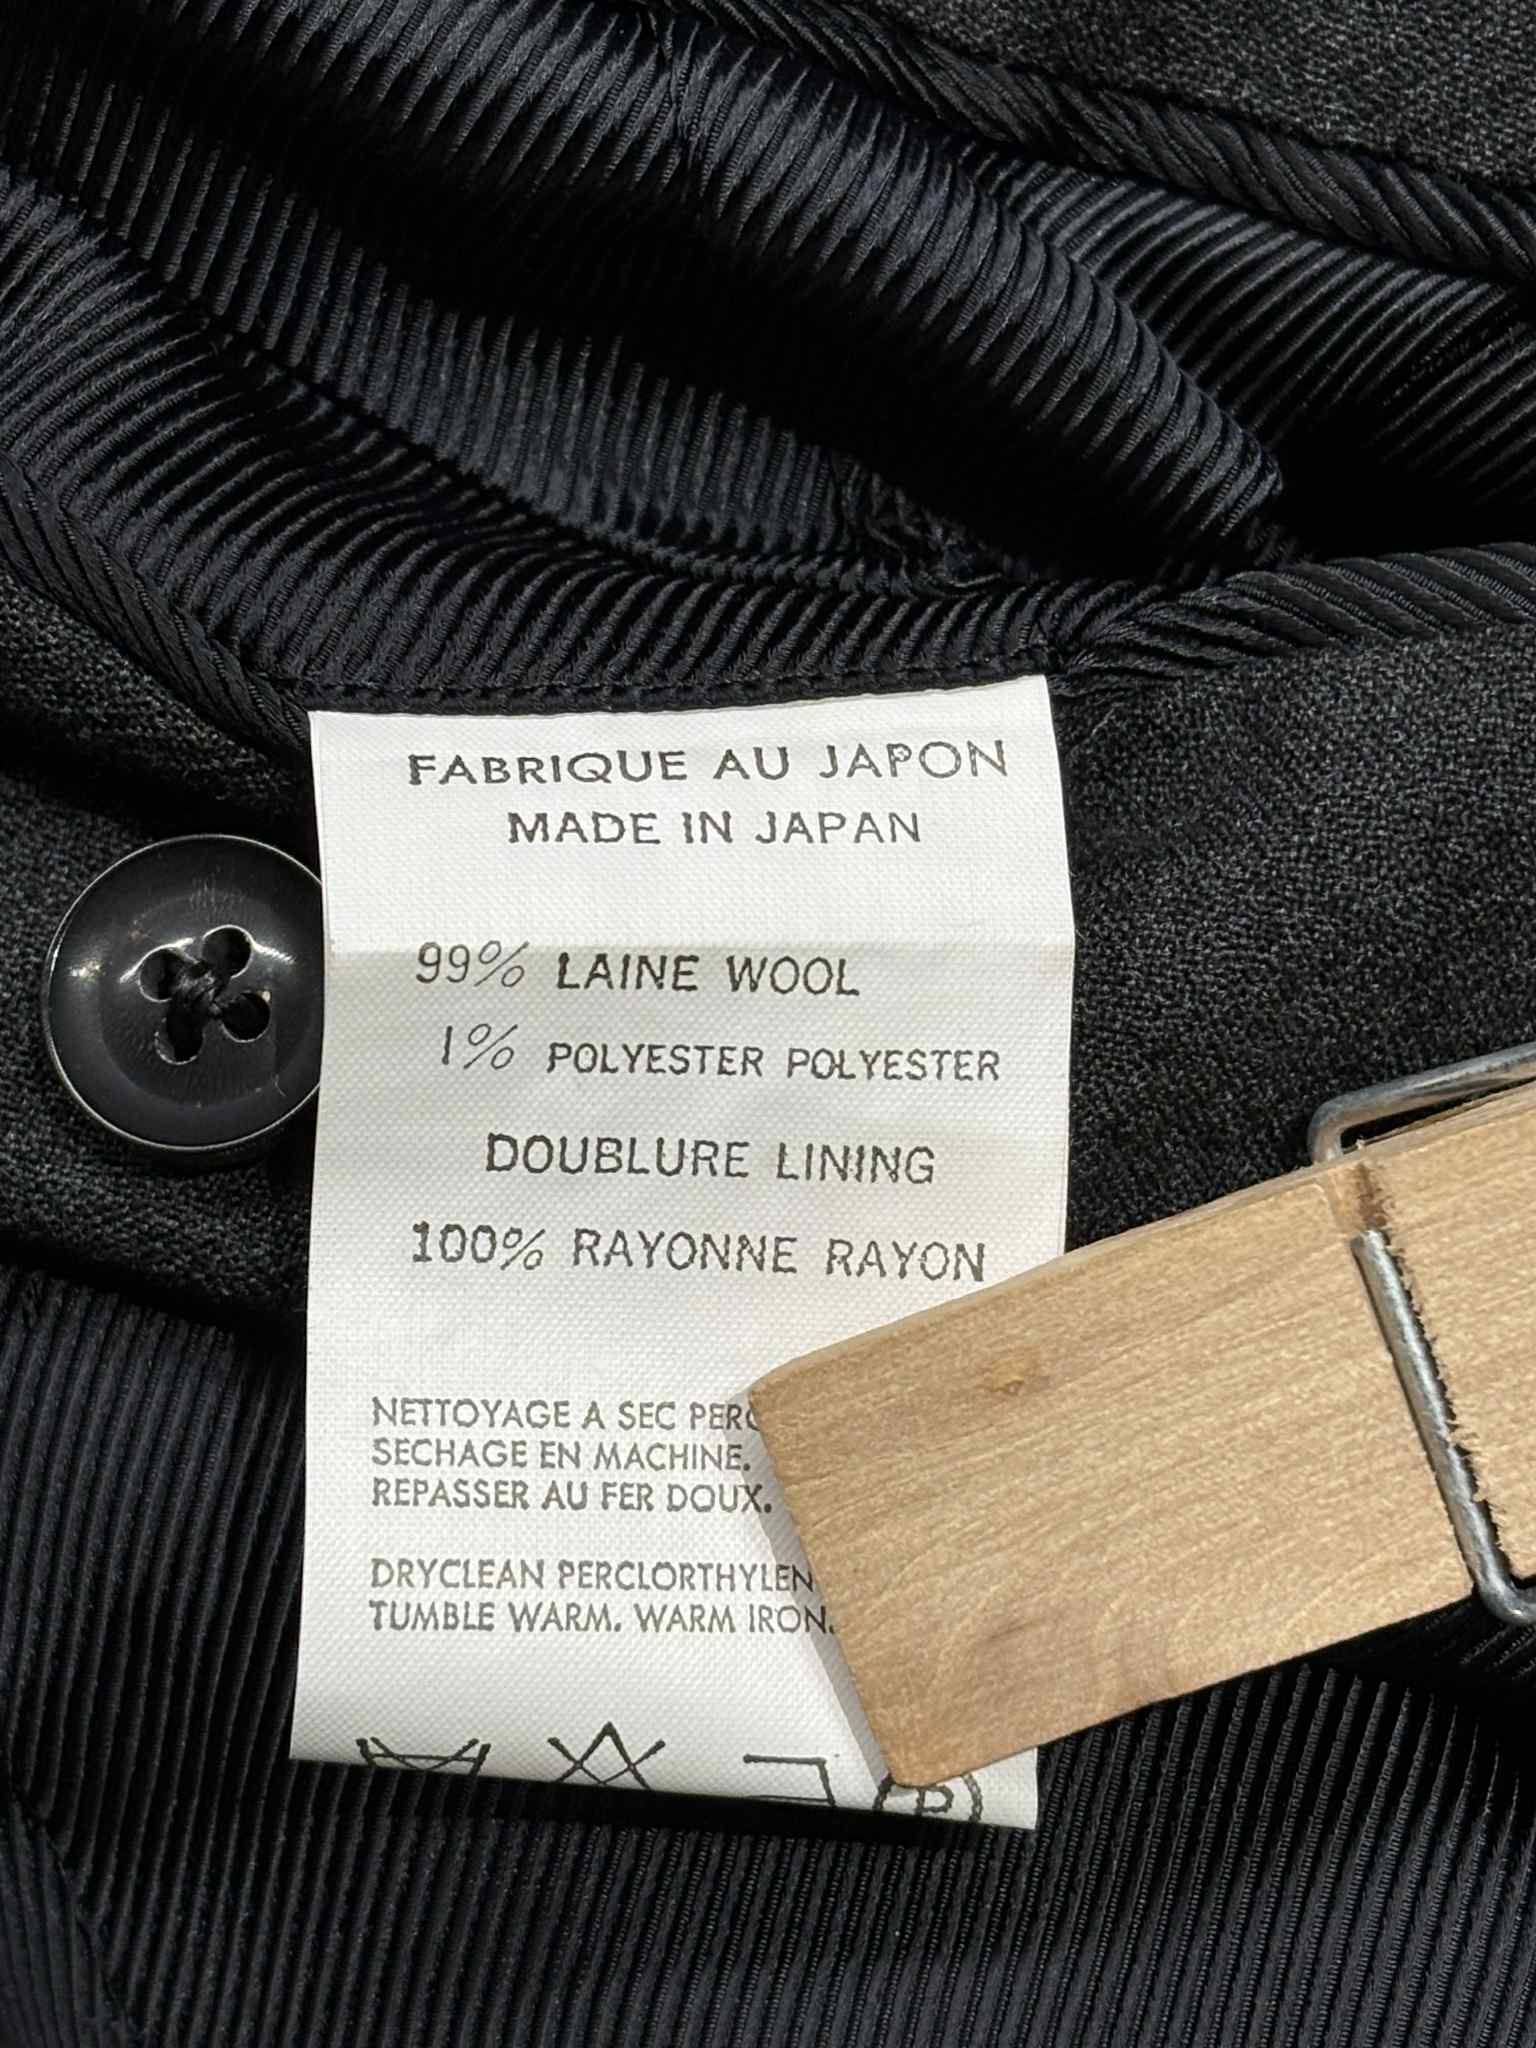 FABRIQUE AU JAPON
MADE IN JAPAN
99% LAINE WOOL
1% POLYESTER POLYESTER
DOUBLURE LINING
100% RAYONNE RAYON
NETTOYAGE A SEC
SECHAGE EN MACHINE.
REPASSER AU FER DOUX.
DRYCLEAN PERCLORTHYLEN
TUMBLE WARM. WARM IRON.
P